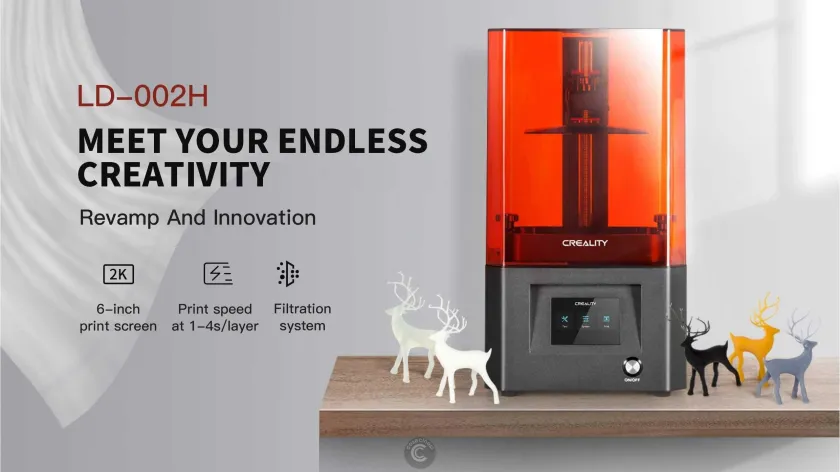 LD-002H
MEET YOUR ENDLESS
CREATIVITY
Revamp And Innovation
2K
6-inch
print screen
Print speed
at 1-4s/layer
Filtration
system
CREALITY
CREALITY
ON/OFF
C